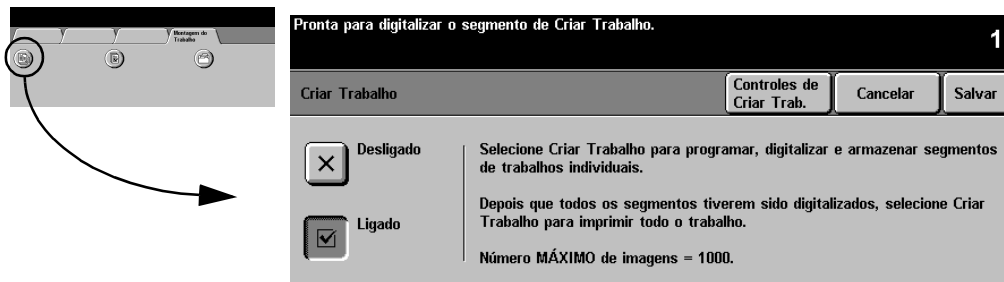 Montagem do
Trabalho
Pronta para digitalizar o segmento de Criar Trabalho.
1
Criar Trabalho
Controles de
Criar Trab.
Cancelar
Salvar
Desligado
Ligado
Selecione Criar Trabalho para programar, digitalizar e armazenar segmentos
de trabalhos individuais.
Depois que todos os segmentos tiverem sido digitalizados, selecione Criar
Trabalho para imprimir todo o trabalho.
Número MÁXIMO de imagens = 1000.